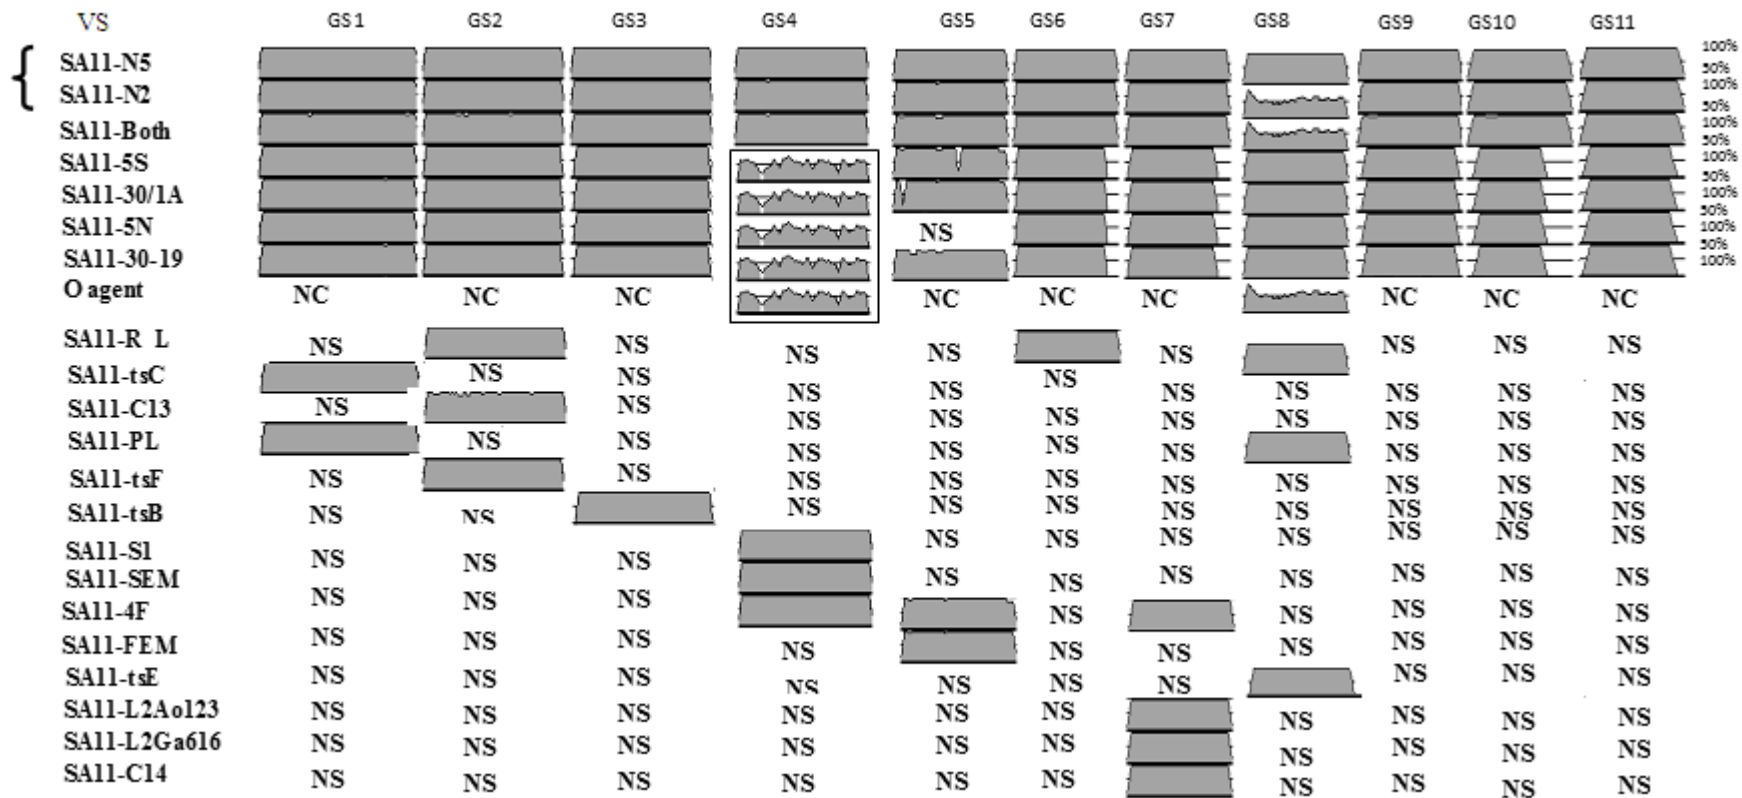 VS GS1 GS2 GS3 GS4 GS5 GS6 GS7 GS8 GS9 GS10 GS11
100%
SA11-N5 50%
100%
SA11-N2 50%
100%
SA11-Both 50%
100%
SA11-5S 50%
SA11-30/1A 100%
50%
SA11-5N NS 100%
50%
SA11-30-19 100%
O agent NC NC NC NC NC NC NC NC NC
SA11-R L NS NS NS NS NS NS NS NS
SA11-tsC NS NS NS NS NS NS NS NS NS NS
SA11-C13 NS NS NS NS NS NS NS NS NS NS
SA11-PL NS NS NS NS NS NS NS NS NS
SA11-tsF NS NS NS NS NS NS NS NS NS NS
SA11-tsB NS NS NS NS NS NS NS NS NS NS
SA11-S1 NS NS NS NS NS NS NS NS NS NS
SA11-SEM NS NS NS NS NS NS NS NS NS NS
SA11-4F NS NS NS NS NS NS NS NS
SA11-FEM NS NS NS NS NS NS NS NS NS NS
SA11-tsE NS NS NS NS NS NS NS NS NS NS
SA11-L2Ao123 NS NS NS NS NS NS NS NS NS NS
SA11-L2Ga616 NS NS NS NS NS NS NS NS NS NS
SA11-C14 NS NS NS NS NS NS NS NS NS NS